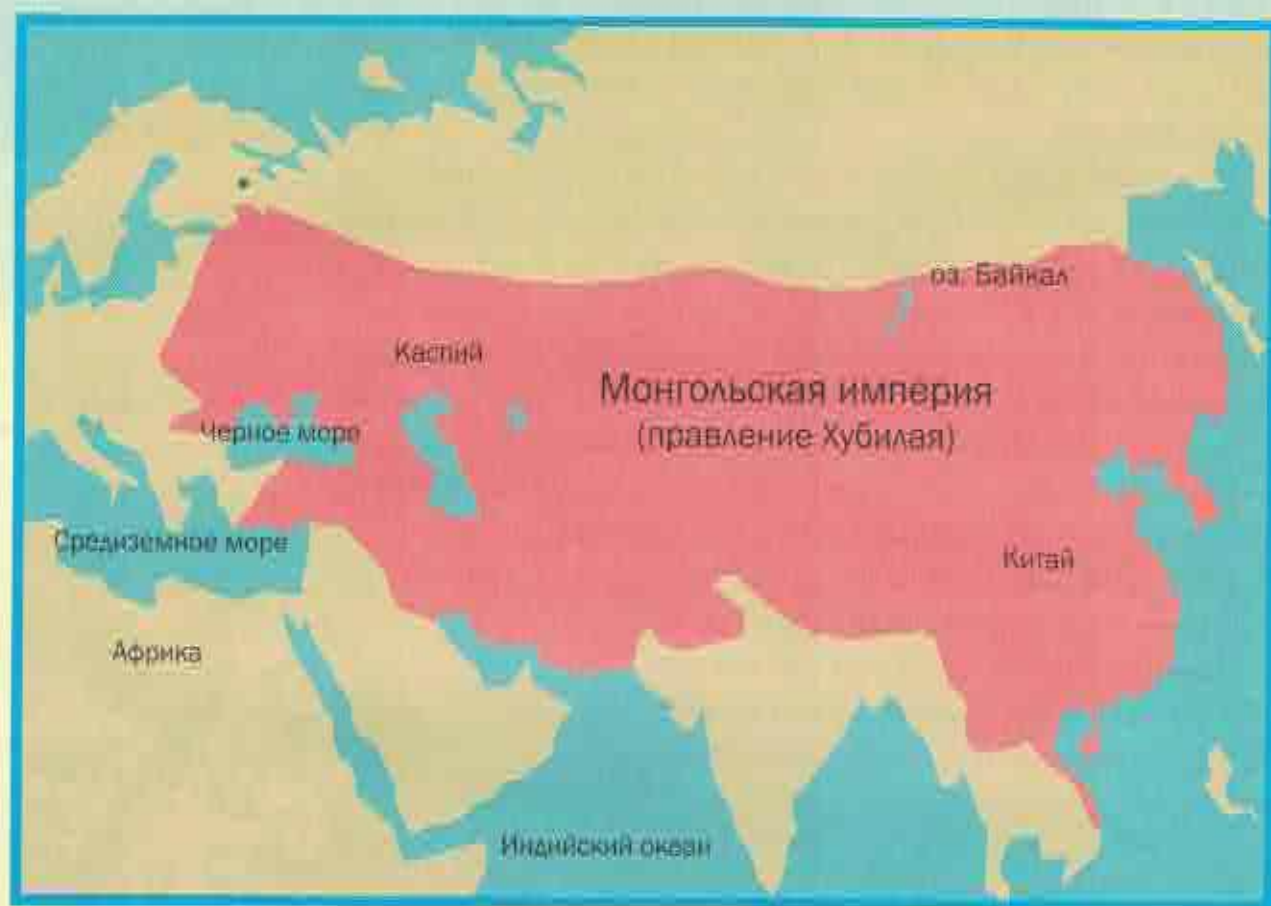 оз. Байкал
Каспий
Монгольская империя
(правление Хубилая)
Черное море
Средиземное море
Китай
Африка
Индийский океан